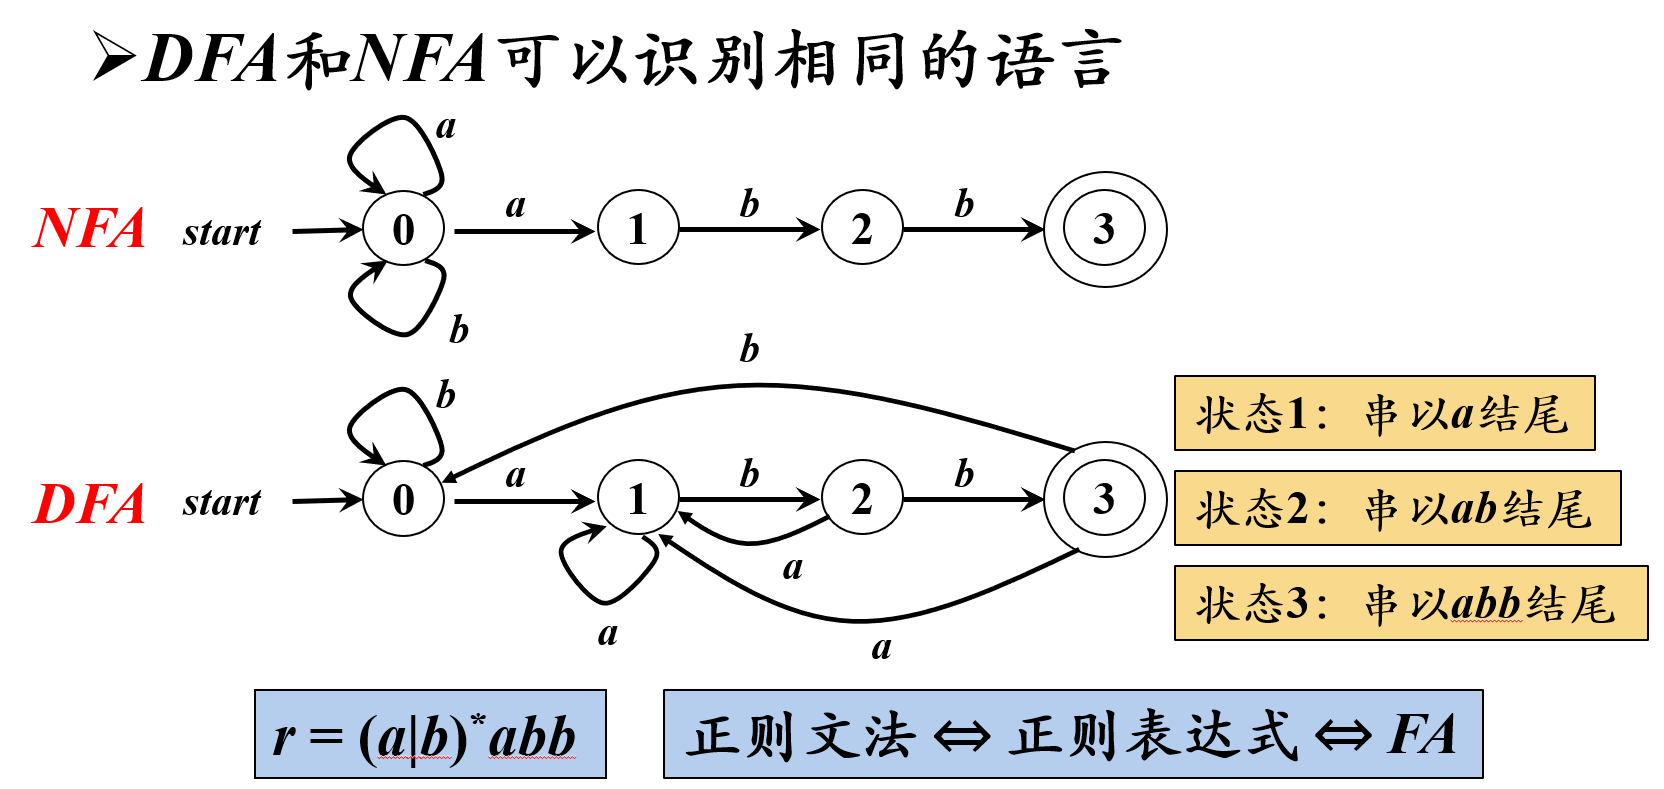 ➢DFA和NFA可以识别相同的语言
a
NFA start 0 a 1 b 2 b 3
b
b
b
状态1：串以a结尾
DFA start 0 a 1 b 2 b 3
状态2：串以ab结尾
a
a
a
状态3：串以abb结尾
r = (a|b)*abb
正则文法 ⇔ 正则表达式 ⇔ FA